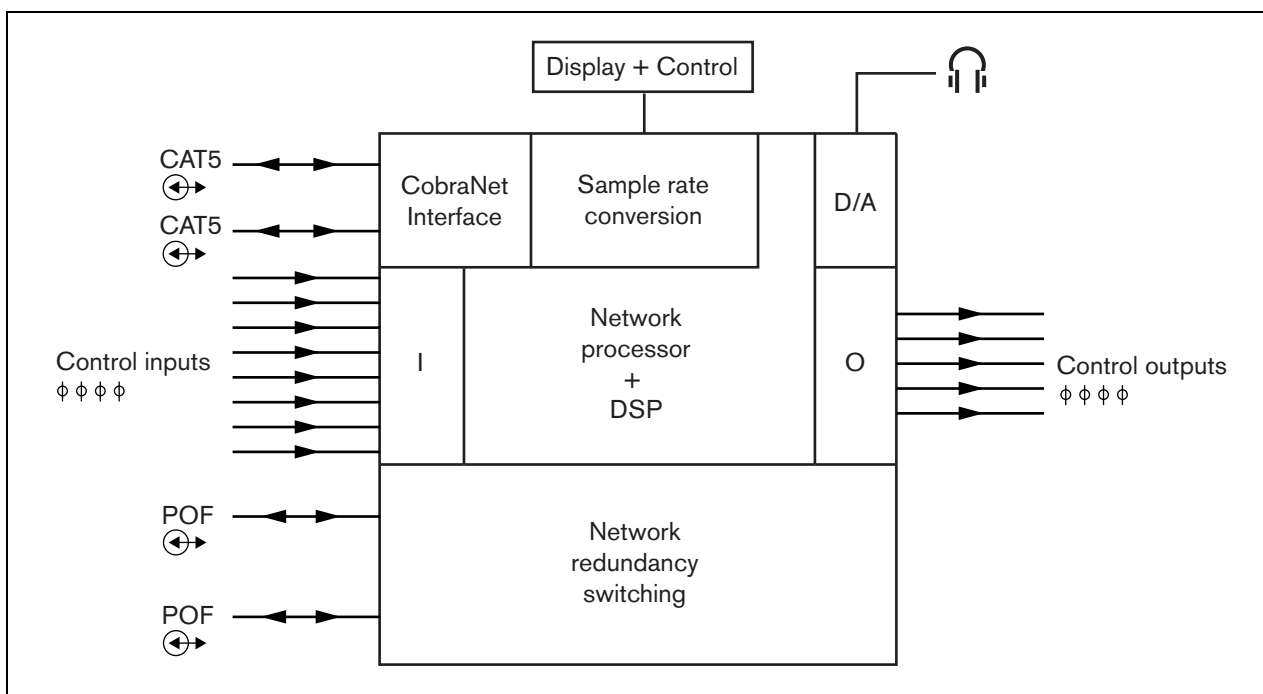 Display + Control
CAT5
CAT5
CobraNet
Interface
Sample rate
conversion
D/A
Control inputs
I
Network
processor
+
DSP
O
Control outputs
POF
POF
Network
redundancy
switching